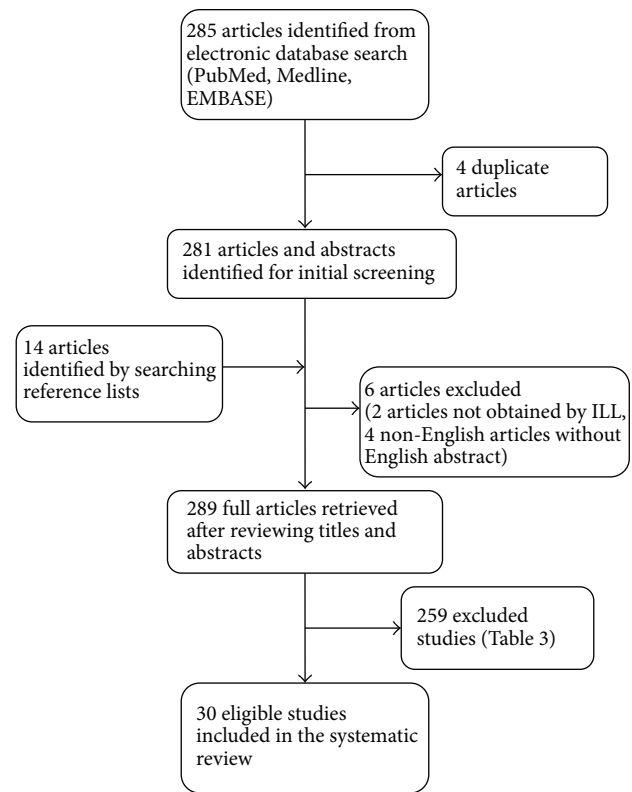 285 articles identified from
electronic database search
(PubMed, Medline,
EMBASE)
4 duplicate
articles
281 articles and abstracts
identified for initial screening
14 articles
identified by searching
reference lists
6 articles excluded
(2 articles not obtained by ILL,
4 non-English articles without
English abstract)
289 full articles retrieved
after reviewing titles and
abstracts
259 excluded
studies (Table 3)
30 eligible studies
included in the systematic
review